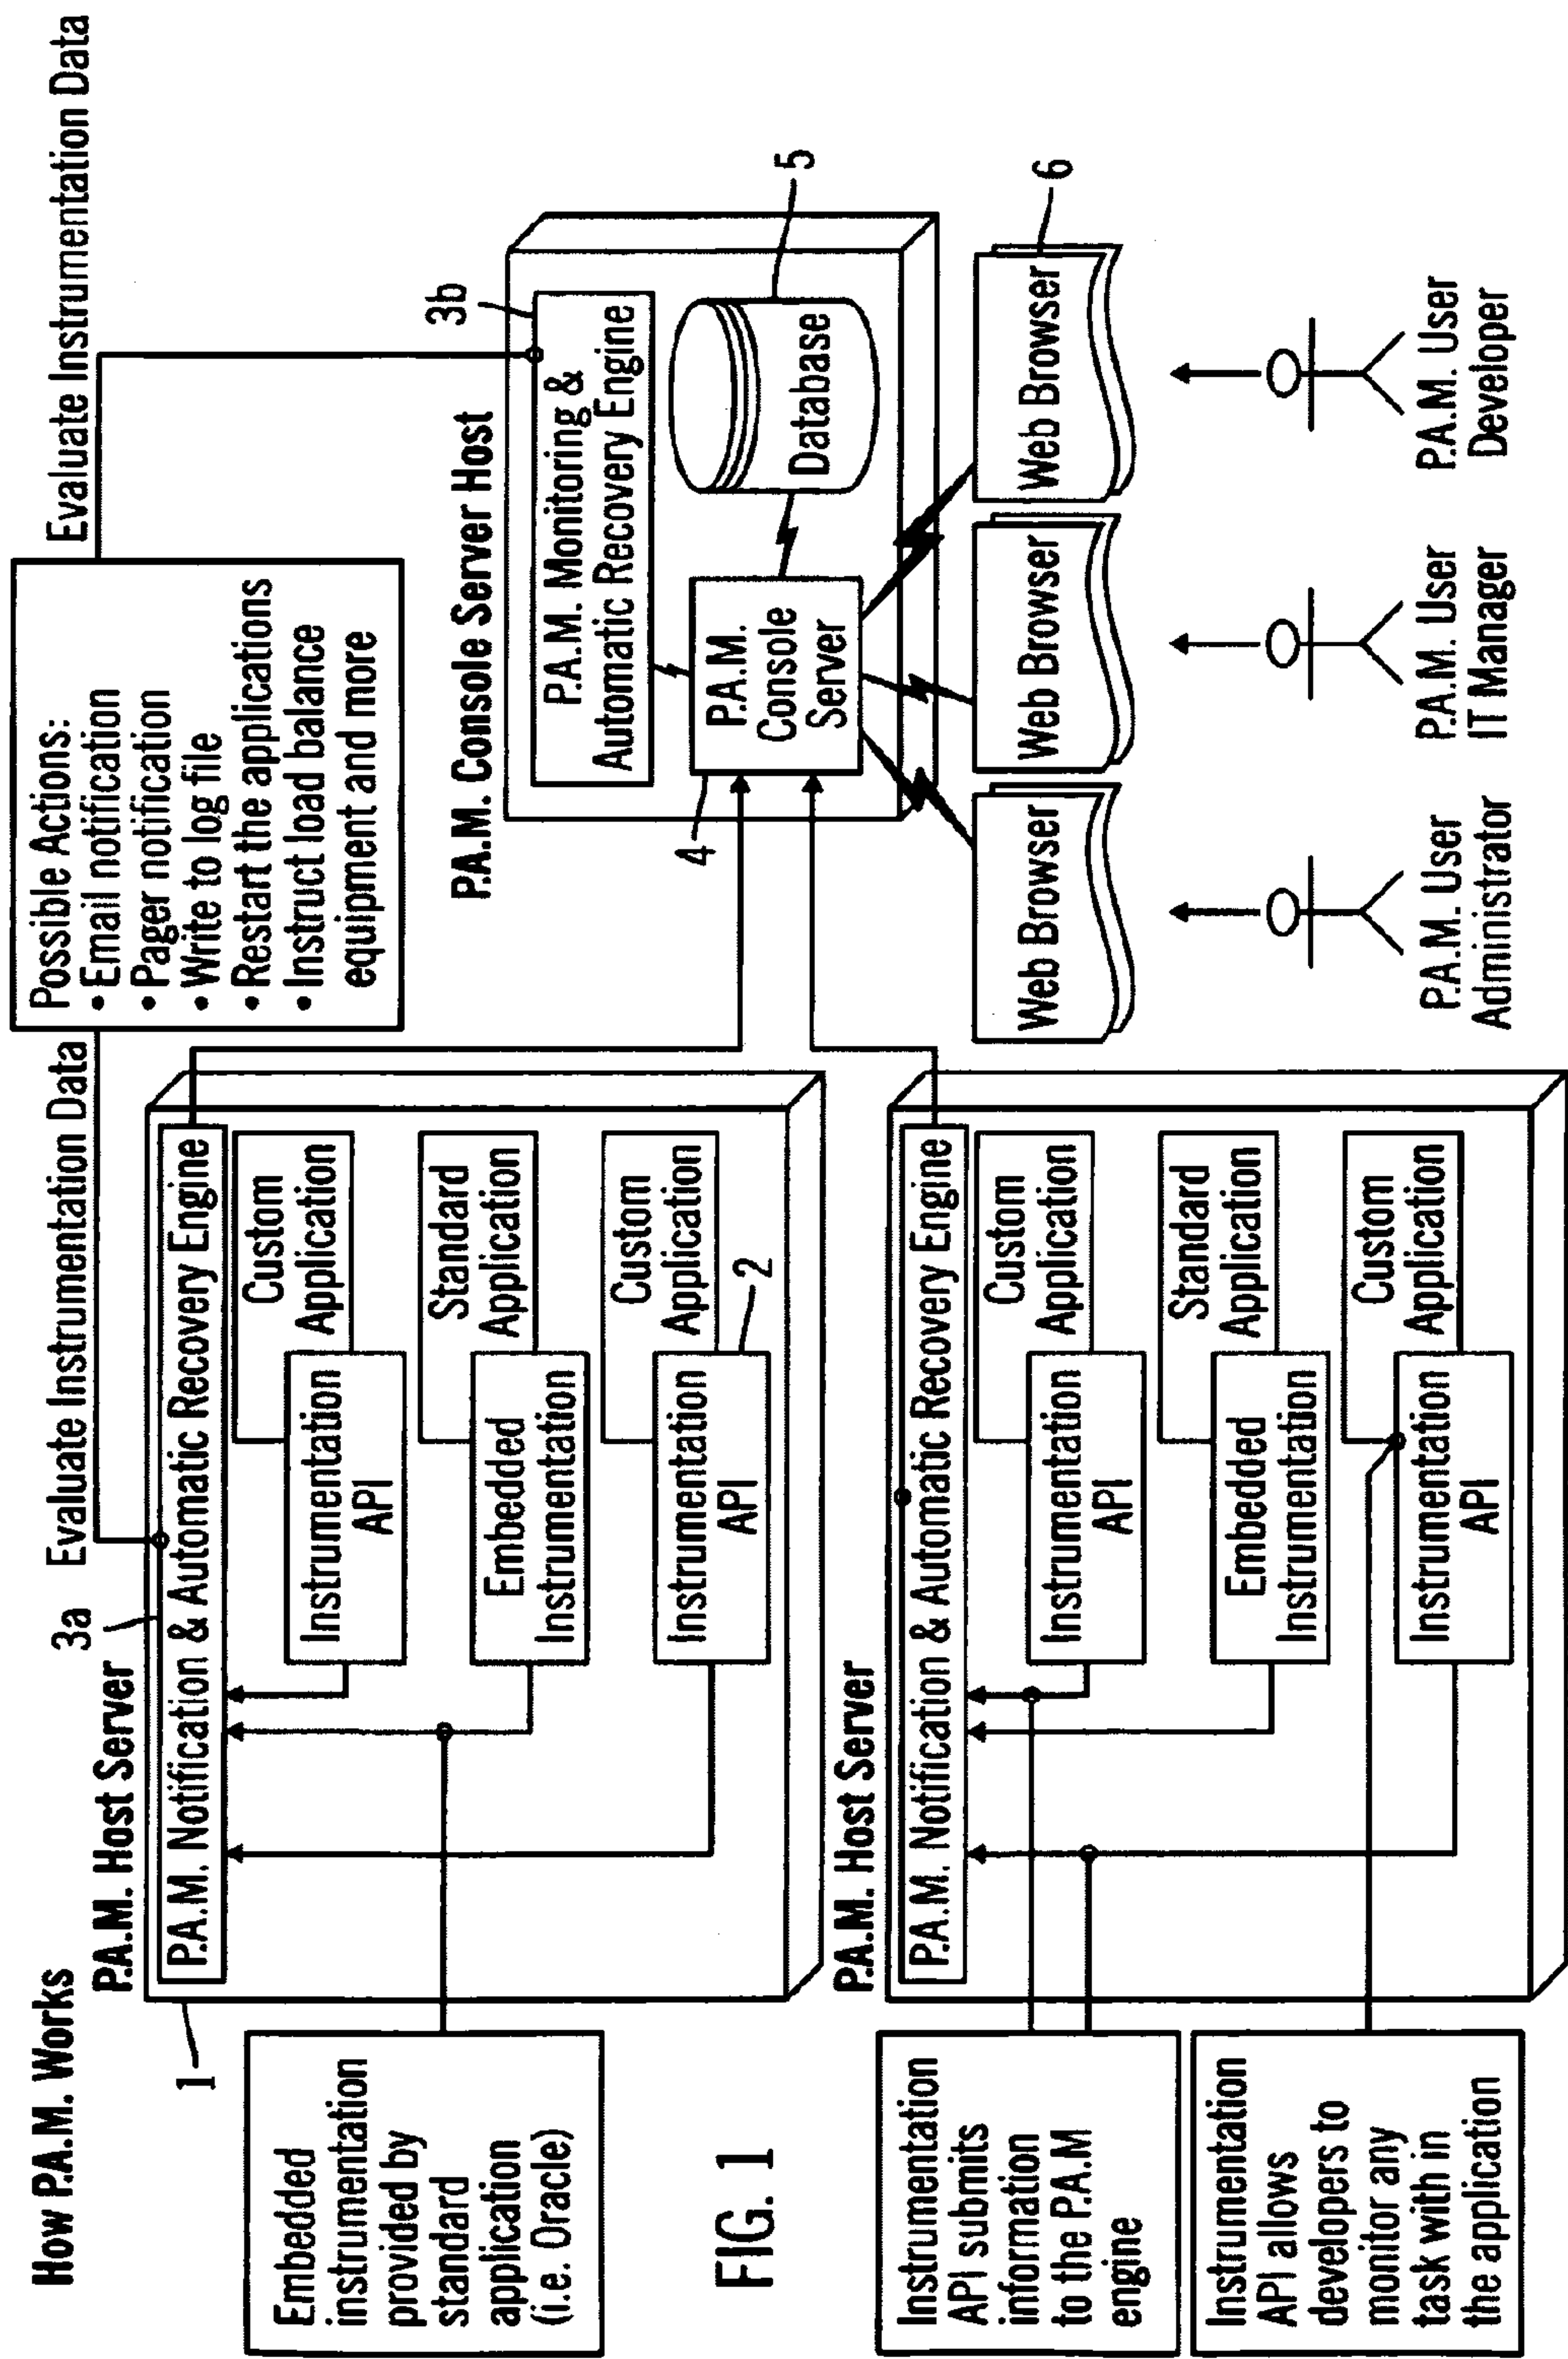 How P.A.M. Works
Possible Actions:
• Email notification
• Pager notification
• Write to log file
• Restart the applications
• Instruct load balance
equipment and more
Evaluate Instrumentation Data
Evaluate Instrumentation Data
3a
P.A.M. Host Server
1
P.A.M. Notification & Automatic Recovery Engine
Custom
Application
Instrumentation
API
Standard
Application
Embedded
Instrumentation
Custom
Application
Instrumentation
API
2
Embedded
instrumentation
provided by
standard
application
(i.e. Oracle)
P.A.M. Console Server Host
3b
P.A.M. Monitoring &
Automatic Recovery Engine
4
P.A.M.
Console
Server
Database
5
Web Browser
Web Browser
Web Browser
6
P.A.M. User
Administrator
P.A.M. User
IT Manager
P.A.M. User
Developer
FIG. 1
P.A.M. Host Server
P.A.M. Notification & Automatic Recovery Engine
Custom
Application
Instrumentation
API
Standard
Application
Embedded
Instrumentation
Custom
Application
Instrumentation
API
Instrumentation
API submits
information
to the P.A.M
engine
Instrumentation
API allows
developers to
monitor any
task with in
the application